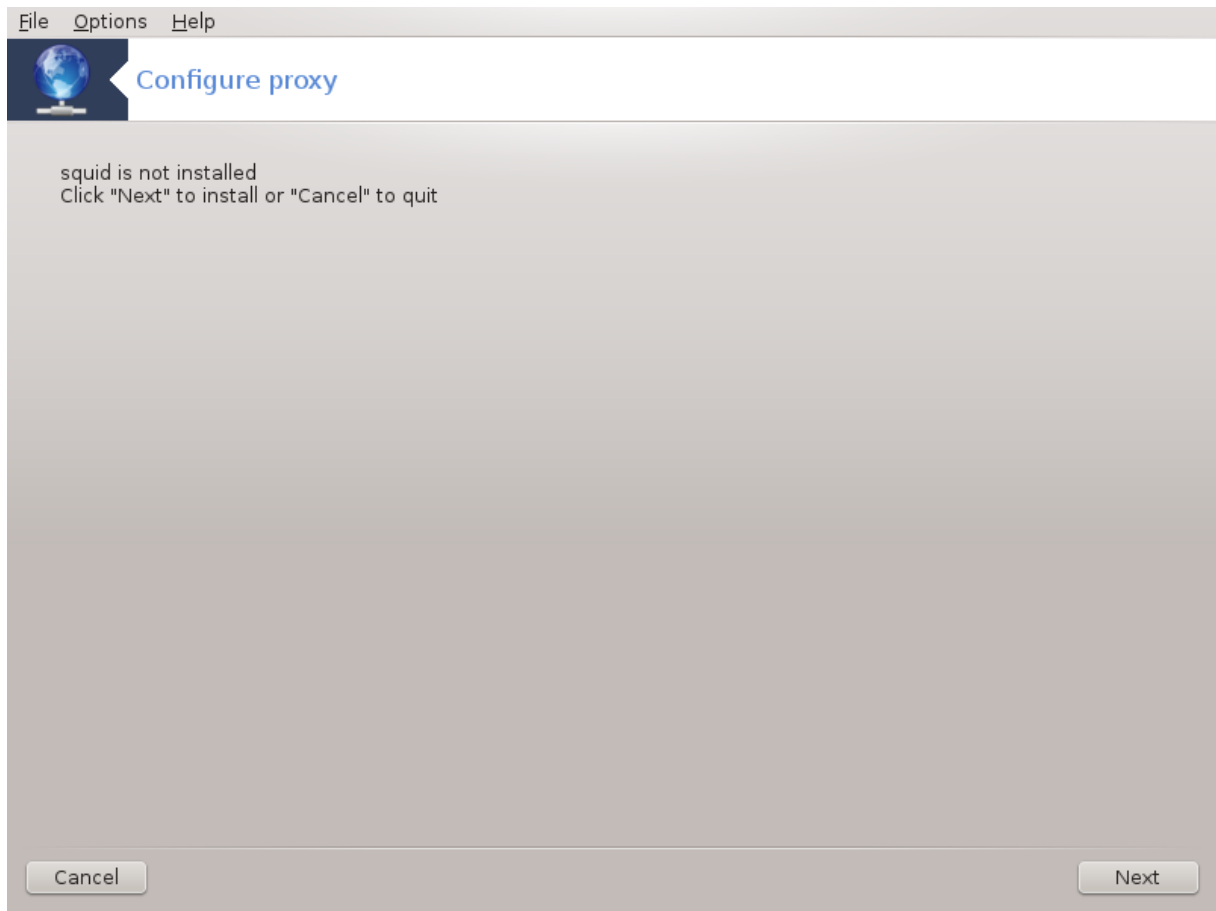 File Options Help
Configure proxy
squid is not installed
Click "Next" to install or "Cancel" to quit
Cancel Next